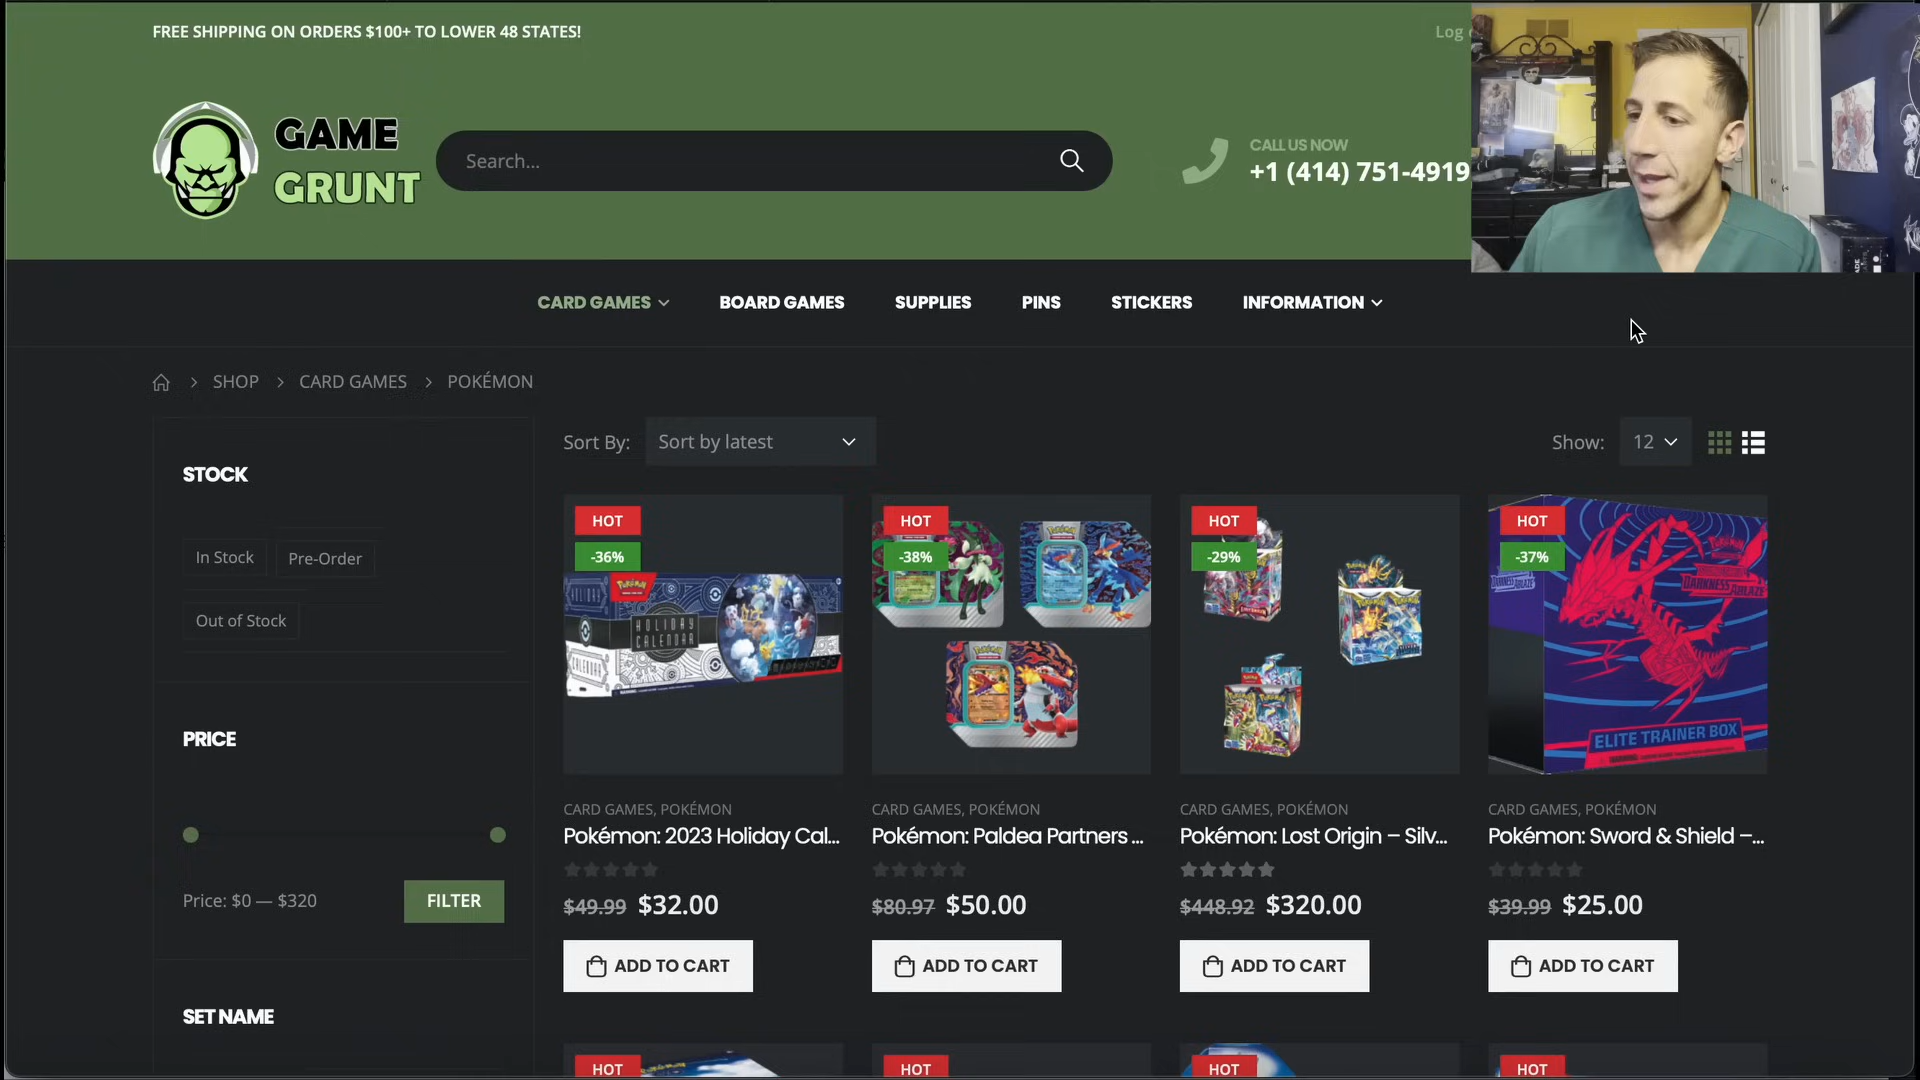 FREE SHIPPING ON ORDERS $100+ TO LOWER 48 STATES!
Log
GAME
GRUNT
Search...
CALL US NOW
+1 (414) 751-4919
CARD GAMES
BOARD GAMES
SUPPLIES
PINS
STICKERS
INFORMATION
SHOP > CARD GAMES > POKÉMON
STOCK
In Stock
Pre-Order
Out of Stock
PRICE
Price: $0 — $320
FILTER
SET NAME
Sort By:
Sort by latest
Show:
12
HOT
-36%
HOLIDAY
CALENDAR
CARD GAMES, POKÉMON
Pokémon: 2023 Holiday Cal...
$49.99 $32.00
ADD TO CART
HOT
-38%
CARD GAMES, POKÉMON
Pokémon: Paldea Partners ...
$80.97 $50.00
ADD TO CART
HOT
-29%
CARD GAMES, POKÉMON
Pokémon: Lost Origin – Silv...
$448.92 $320.00
ADD TO CART
HOT
-37%
DARKNESS ABLAZE
ELITE TRAINER BOX
CARD GAMES, POKÉMON
Pokémon: Sword & Shield –...
$39.99 $25.00
ADD TO CART
HOT
HOT
HOT
HOT